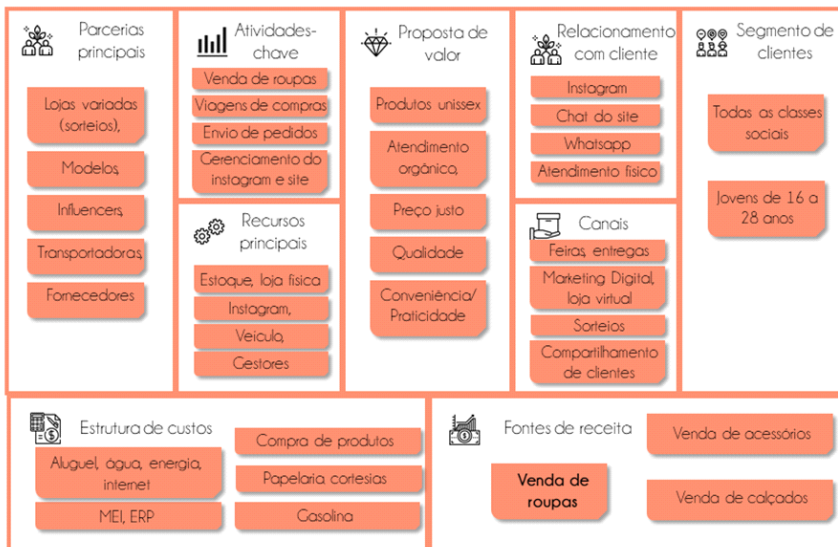 Parcerias
principais
Lojas variadas
(sorteios),
Modelos,
Influencers,
Transportadoras,
Fornecedores
Atividades-
chave
Venda de roupas
Viagens de compras
Envio de pedidos
Gerenciamento do
instagram e site
Recursos
principais
Estoque, loja física
Instagram,
Veículo,
Gestores
Proposta de
valor
Produtos unissex
Atendimento
orgânico,
Preço justo
Qualidade
Conveniência/
Praticidade
Relacionamento
com cliente
Instagram
Chat do site
Whatsapp
Atendimento físico
Canais
Feiras, entregas
Marketing Digital,
loja virtual
Sorteios
Compartilhamento
de clientes
Segmento de
clientes
Todas as classes
sociais
Jovens de 16 a
28 anos
Estrutura de custos
Aluguel, água, energia,
internet
MEI, ERP
Compra de produtos
Papelaria cortesias
Gasolina
Fontes de receita
Venda de
roupas
Venda de acessórios
Venda de calçados